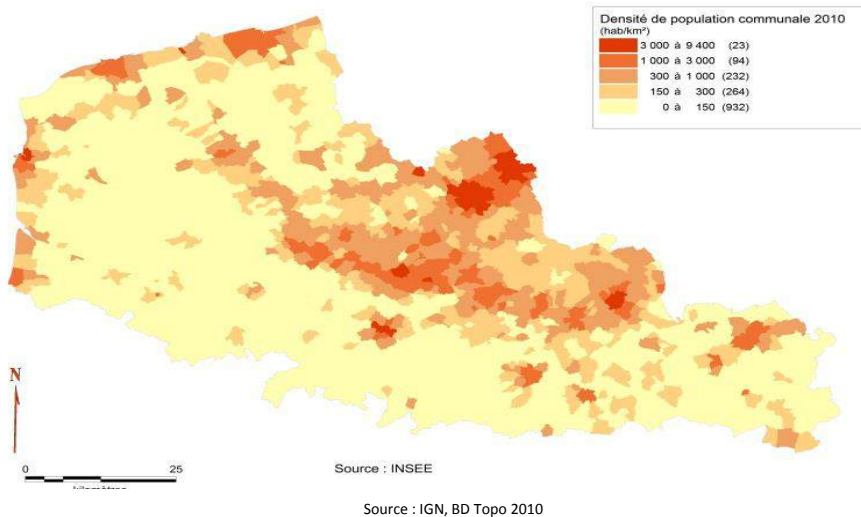 Densité de population communale 2010
(hab/km²)
3 000 à 9 400 (23)
1 000 à 3 000 (94)
300 à 1 000 (232)
150 à 300 (264)
0 à 150 (932)
N
0 25
kilomètres
Source : INSEE
Source : IGN, BD Topo 2010